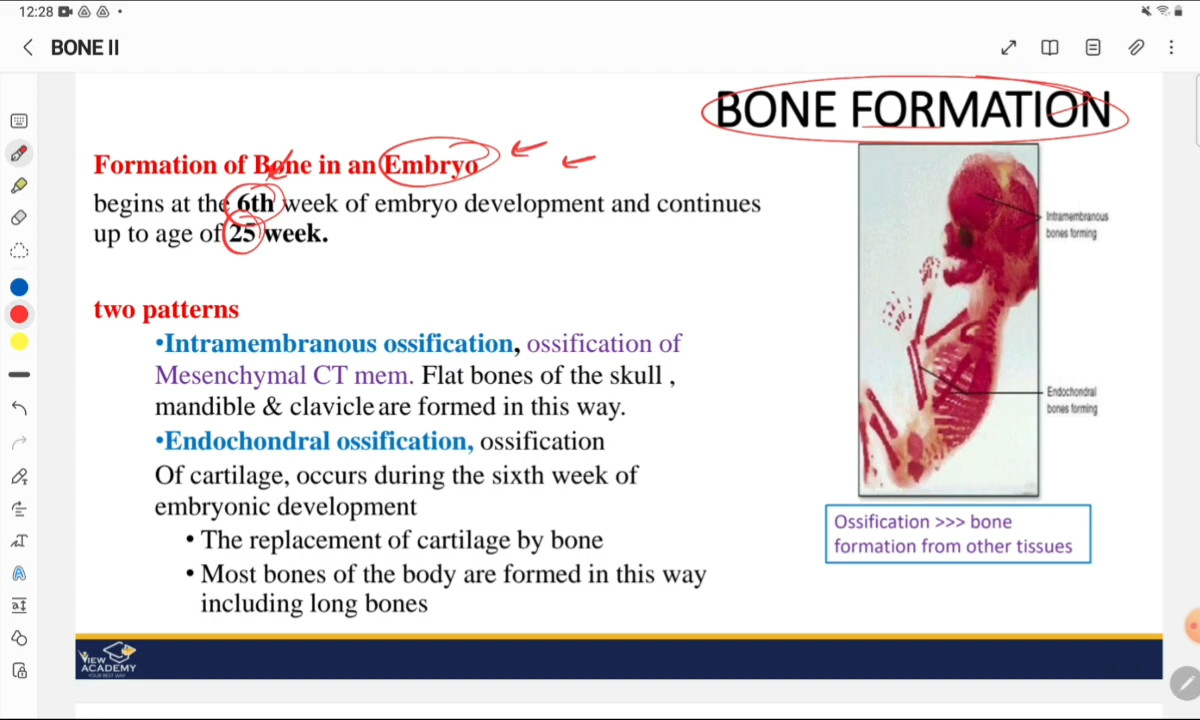 12:28
BONE II
BONE FORMATION
Formation of Bone in an Embryo
begins at the 6th week of embryo development and continues
up to age of 25 week.
two patterns
•Intramembranous ossification, ossification of
Mesenchymal CT mem. Flat bones of the skull ,
mandible & clavicle are formed in this way.
•Endochondral ossification, ossification
Of cartilage, occurs during the sixth week of
embryonic development
• The replacement of cartilage by bone
• Most bones of the body are formed in this way
including long bones
Intramembranous
bones forming
Endochondral
bones forming
Ossification >>> bone
formation from other tissues
VIEW
ACADEMY
YOUR BEST WAY